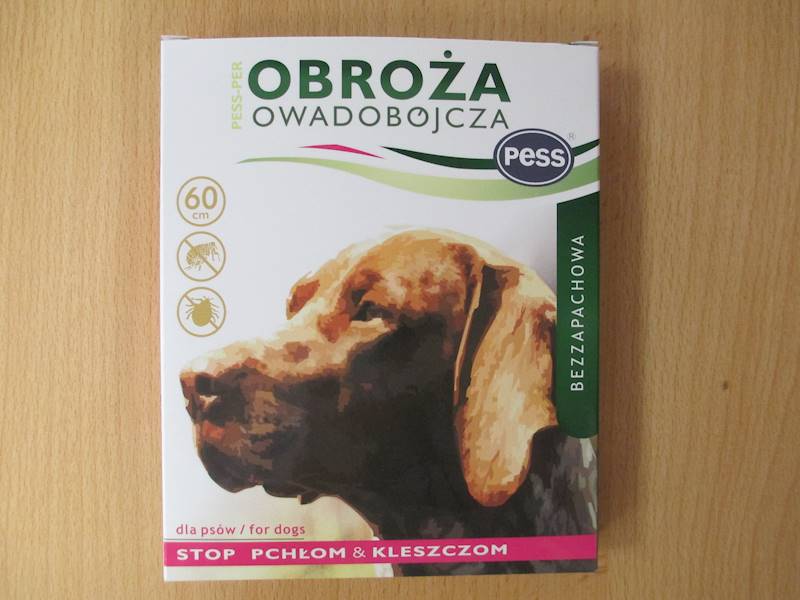 PESS-PER
OBROŻA
OWADOBÓJCZA
PESS®
60
cm
BEZZAPACHOWA
dla psów / for dogs
STOP PCHŁOM & KLESZCZOM